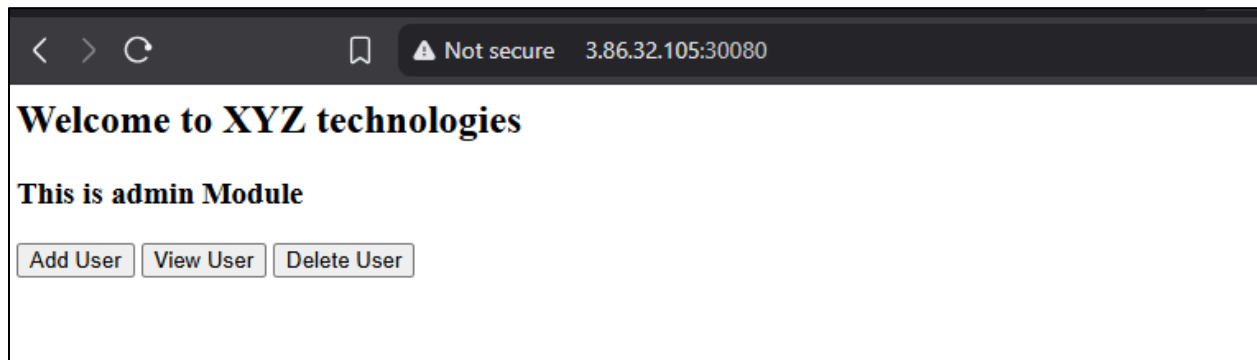 Not secure 3.86.32.105:30080
Welcome to XYZ technologies
This is admin Module
Add User View User Delete User